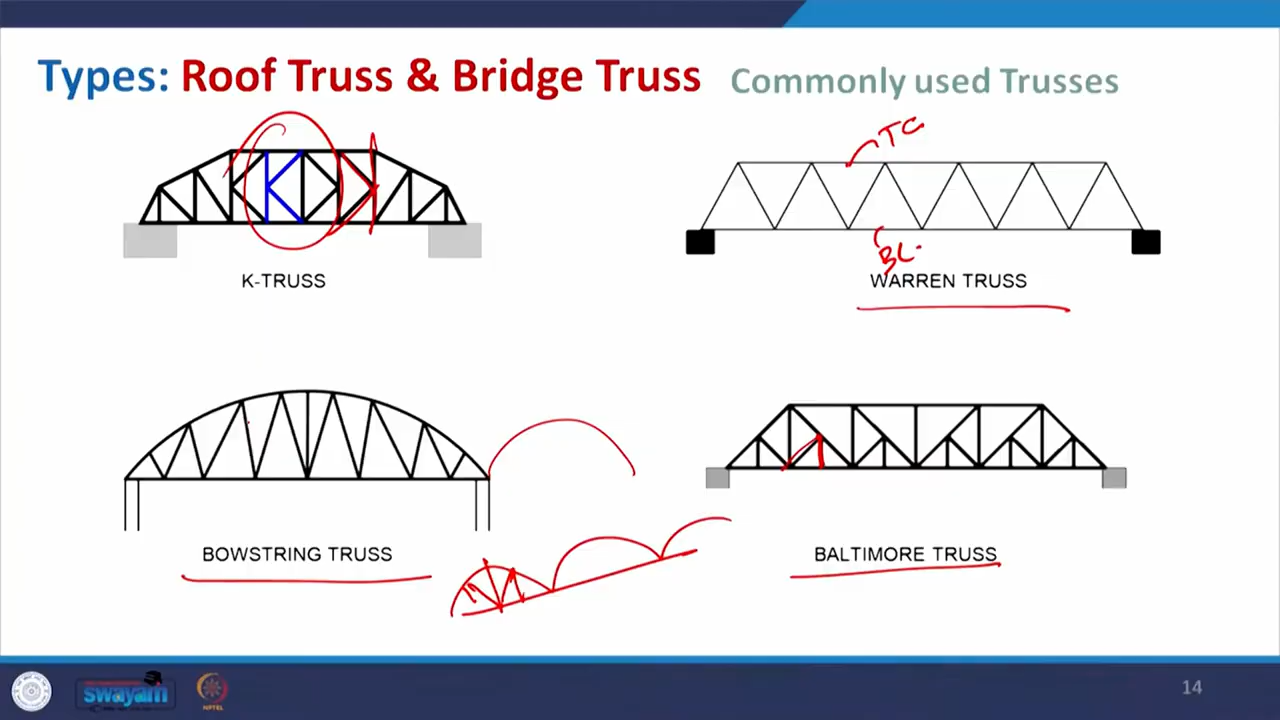 Types: Roof Truss & Bridge Truss Commonly used Trusses
TC
BC
K-TRUSS
WARREN TRUSS
BOWSTRING TRUSS
BALTIMORE TRUSS
swayam
NPTEL
14